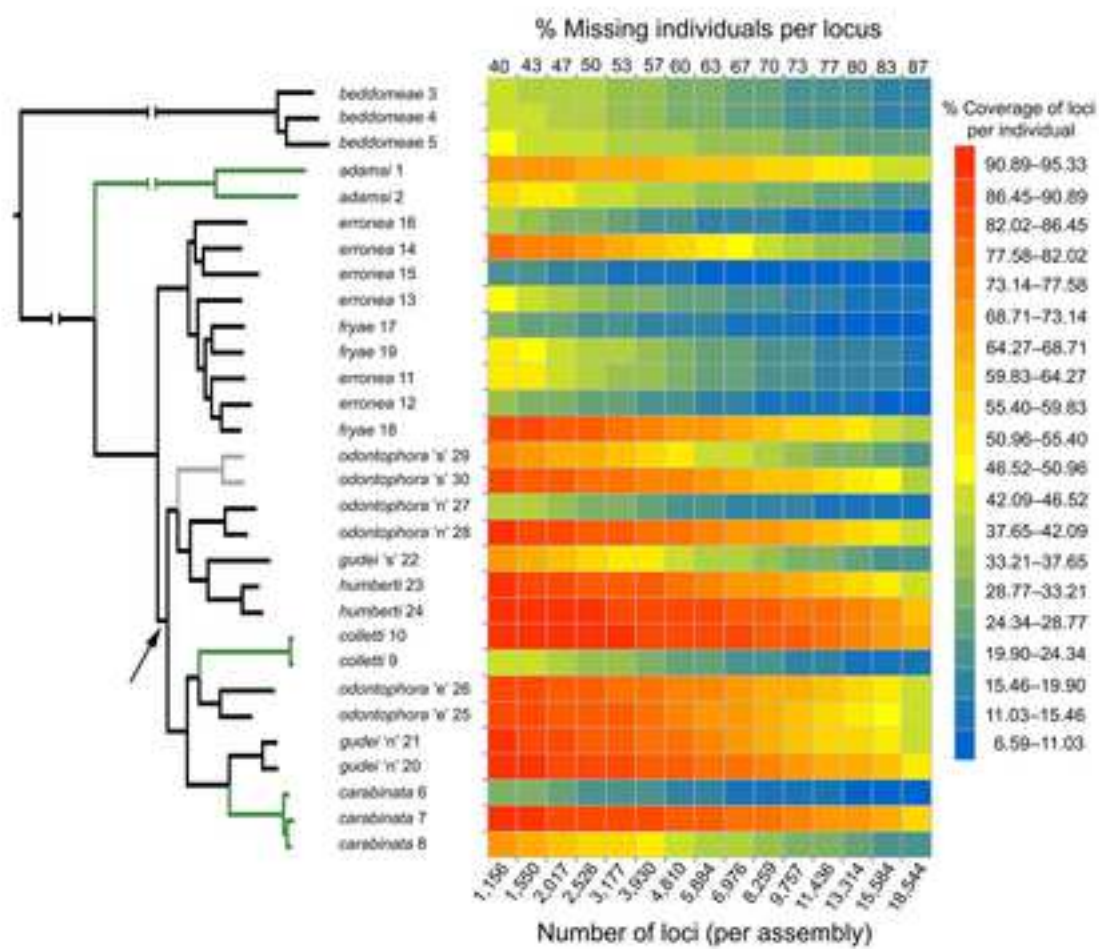 % Missing individuals per locus
40 43 47 50 53 57 60 63 67 70 73 77 80 83 87
% Coverage of loci
per individual
beddomeae 3
beddomeae 4
beddomeae 5
adamsi 1
adamsi 2
erronea 16
erronea 14
erronea 15
erronea 13
fryae 17
fryae 19
erronea 11
erronea 12
fryae 18
odontophora 's' 29
odontophora 's' 30
odontophora 'n' 27
odontophora 'n' 28
gudei 's' 22
humberti 23
humberti 24
colletti 10
colletti 9
odontophora 'e' 26
odontophora 'e' 25
gudei 'n' 21
gudei 'n' 20
carabinata 6
carabinata 7
carabinata 8
90.89–95.33
86.45–90.89
82.02–86.45
77.58–82.02
73.14–77.58
68.71–73.14
64.27–68.71
59.83–64.27
55.40–59.83
50.96–55.40
46.52–50.96
42.09–46.52
37.65–42.09
33.21–37.65
28.77–33.21
24.34–28.77
19.90–24.34
15.46–19.90
11.03–15.46
6.59–11.03
1,156 1,550 2,017 2,526 3,177 3,930 4,810 5,884 6,976 8,259 9,757 11,436 13,314 15,584 18,544
Number of loci (per assembly)